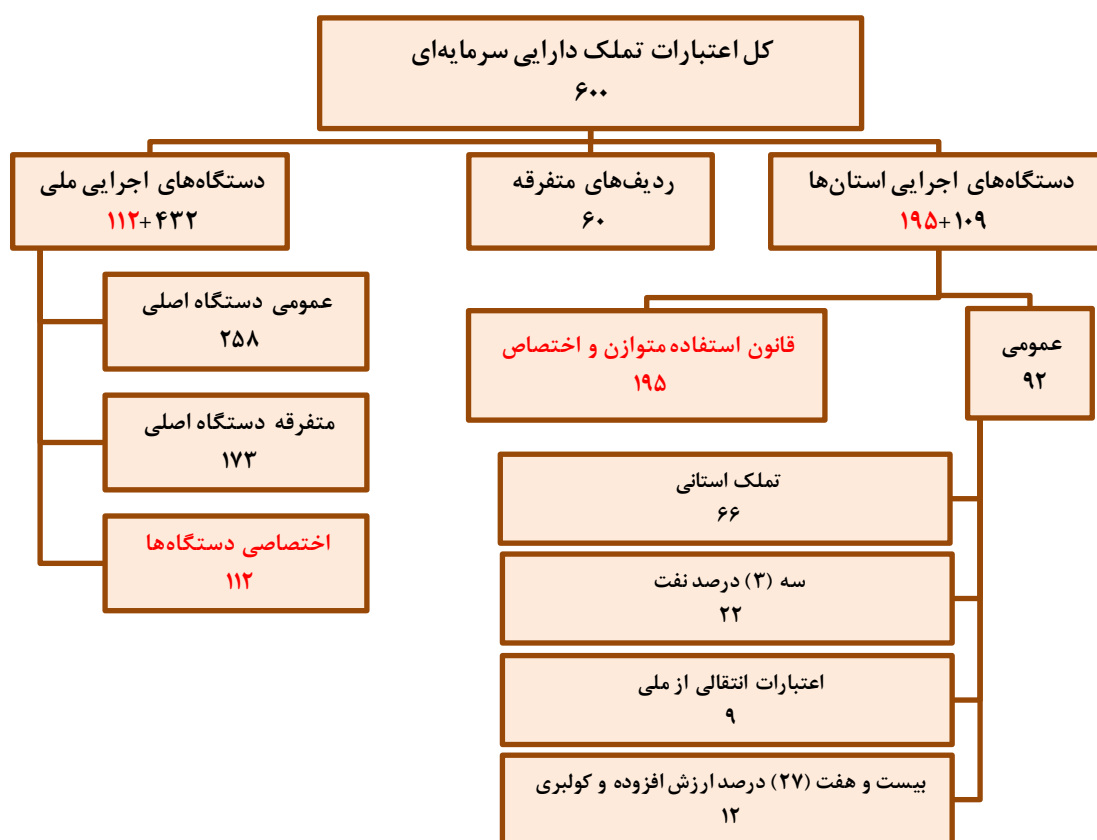 کل اعتبارات تملک دارایی سرمایه‌ای
۶۰۰
دستگاه‌های اجرایی استان‌ها
۱۹۵+۱۰۹
ردیف‌های متفرقه
۶۰
دستگاه‌های اجرایی ملی
۱۱۲+۴۳۲
عمومی
۹۲
قانون استفاده متوازن و اختصاص
۱۹۵
تملک استانی
۶۶
سه (۳) درصد نفت
۲۲
اعتبارات انتقالی از ملی
۹
بیست و هفت (۲۷) درصد ارزش افزوده و کولبری
۱۲
عمومی دستگاه اصلی
۲۵۸
متفرقه دستگاه اصلی
۱۷۳
اختصاصی دستگاه‌ها
۱۱۲